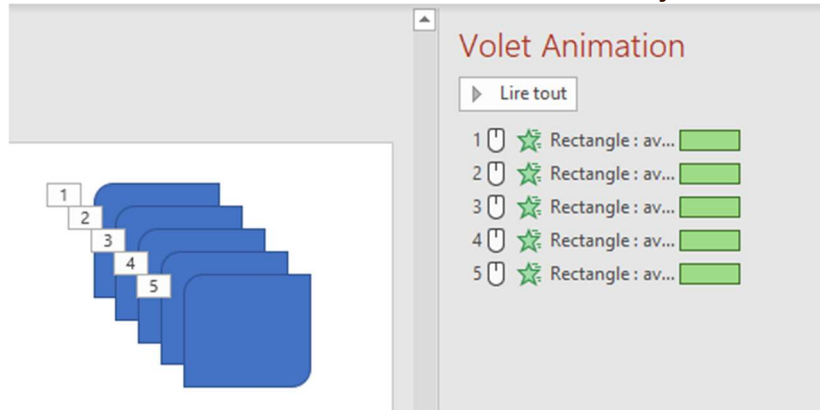 Volet Animation
Lire tout
1 Rectangle : av...
2 Rectangle : av...
3 Rectangle : av...
4 Rectangle : av...
5 Rectangle : av...
1
2
3
4
5